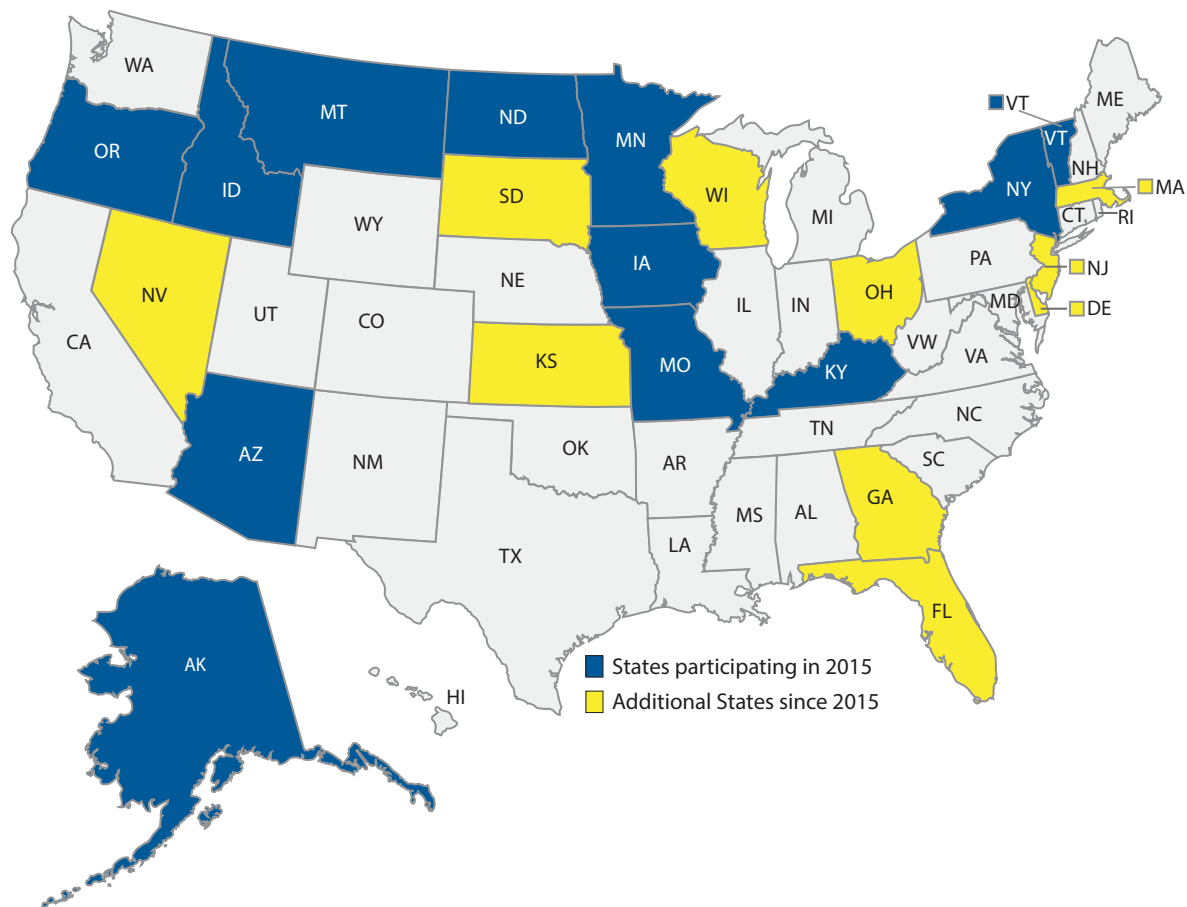 WA
MT
ND
MN
VT
ME
OR
ID
SD
WI
VT
NH
NY
MA
WY
MI
CT
RI
IA
NE
PA
NV
UT
CO
IL
IN
OH
NJ
MD
DE
CA
KS
MO
KY
VW
VA
AZ
NM
OK
AR
TN
NC
SC
GA
MS
AL
LA
TX
FL
AK
HI
States participating in 2015
Additional States since 2015